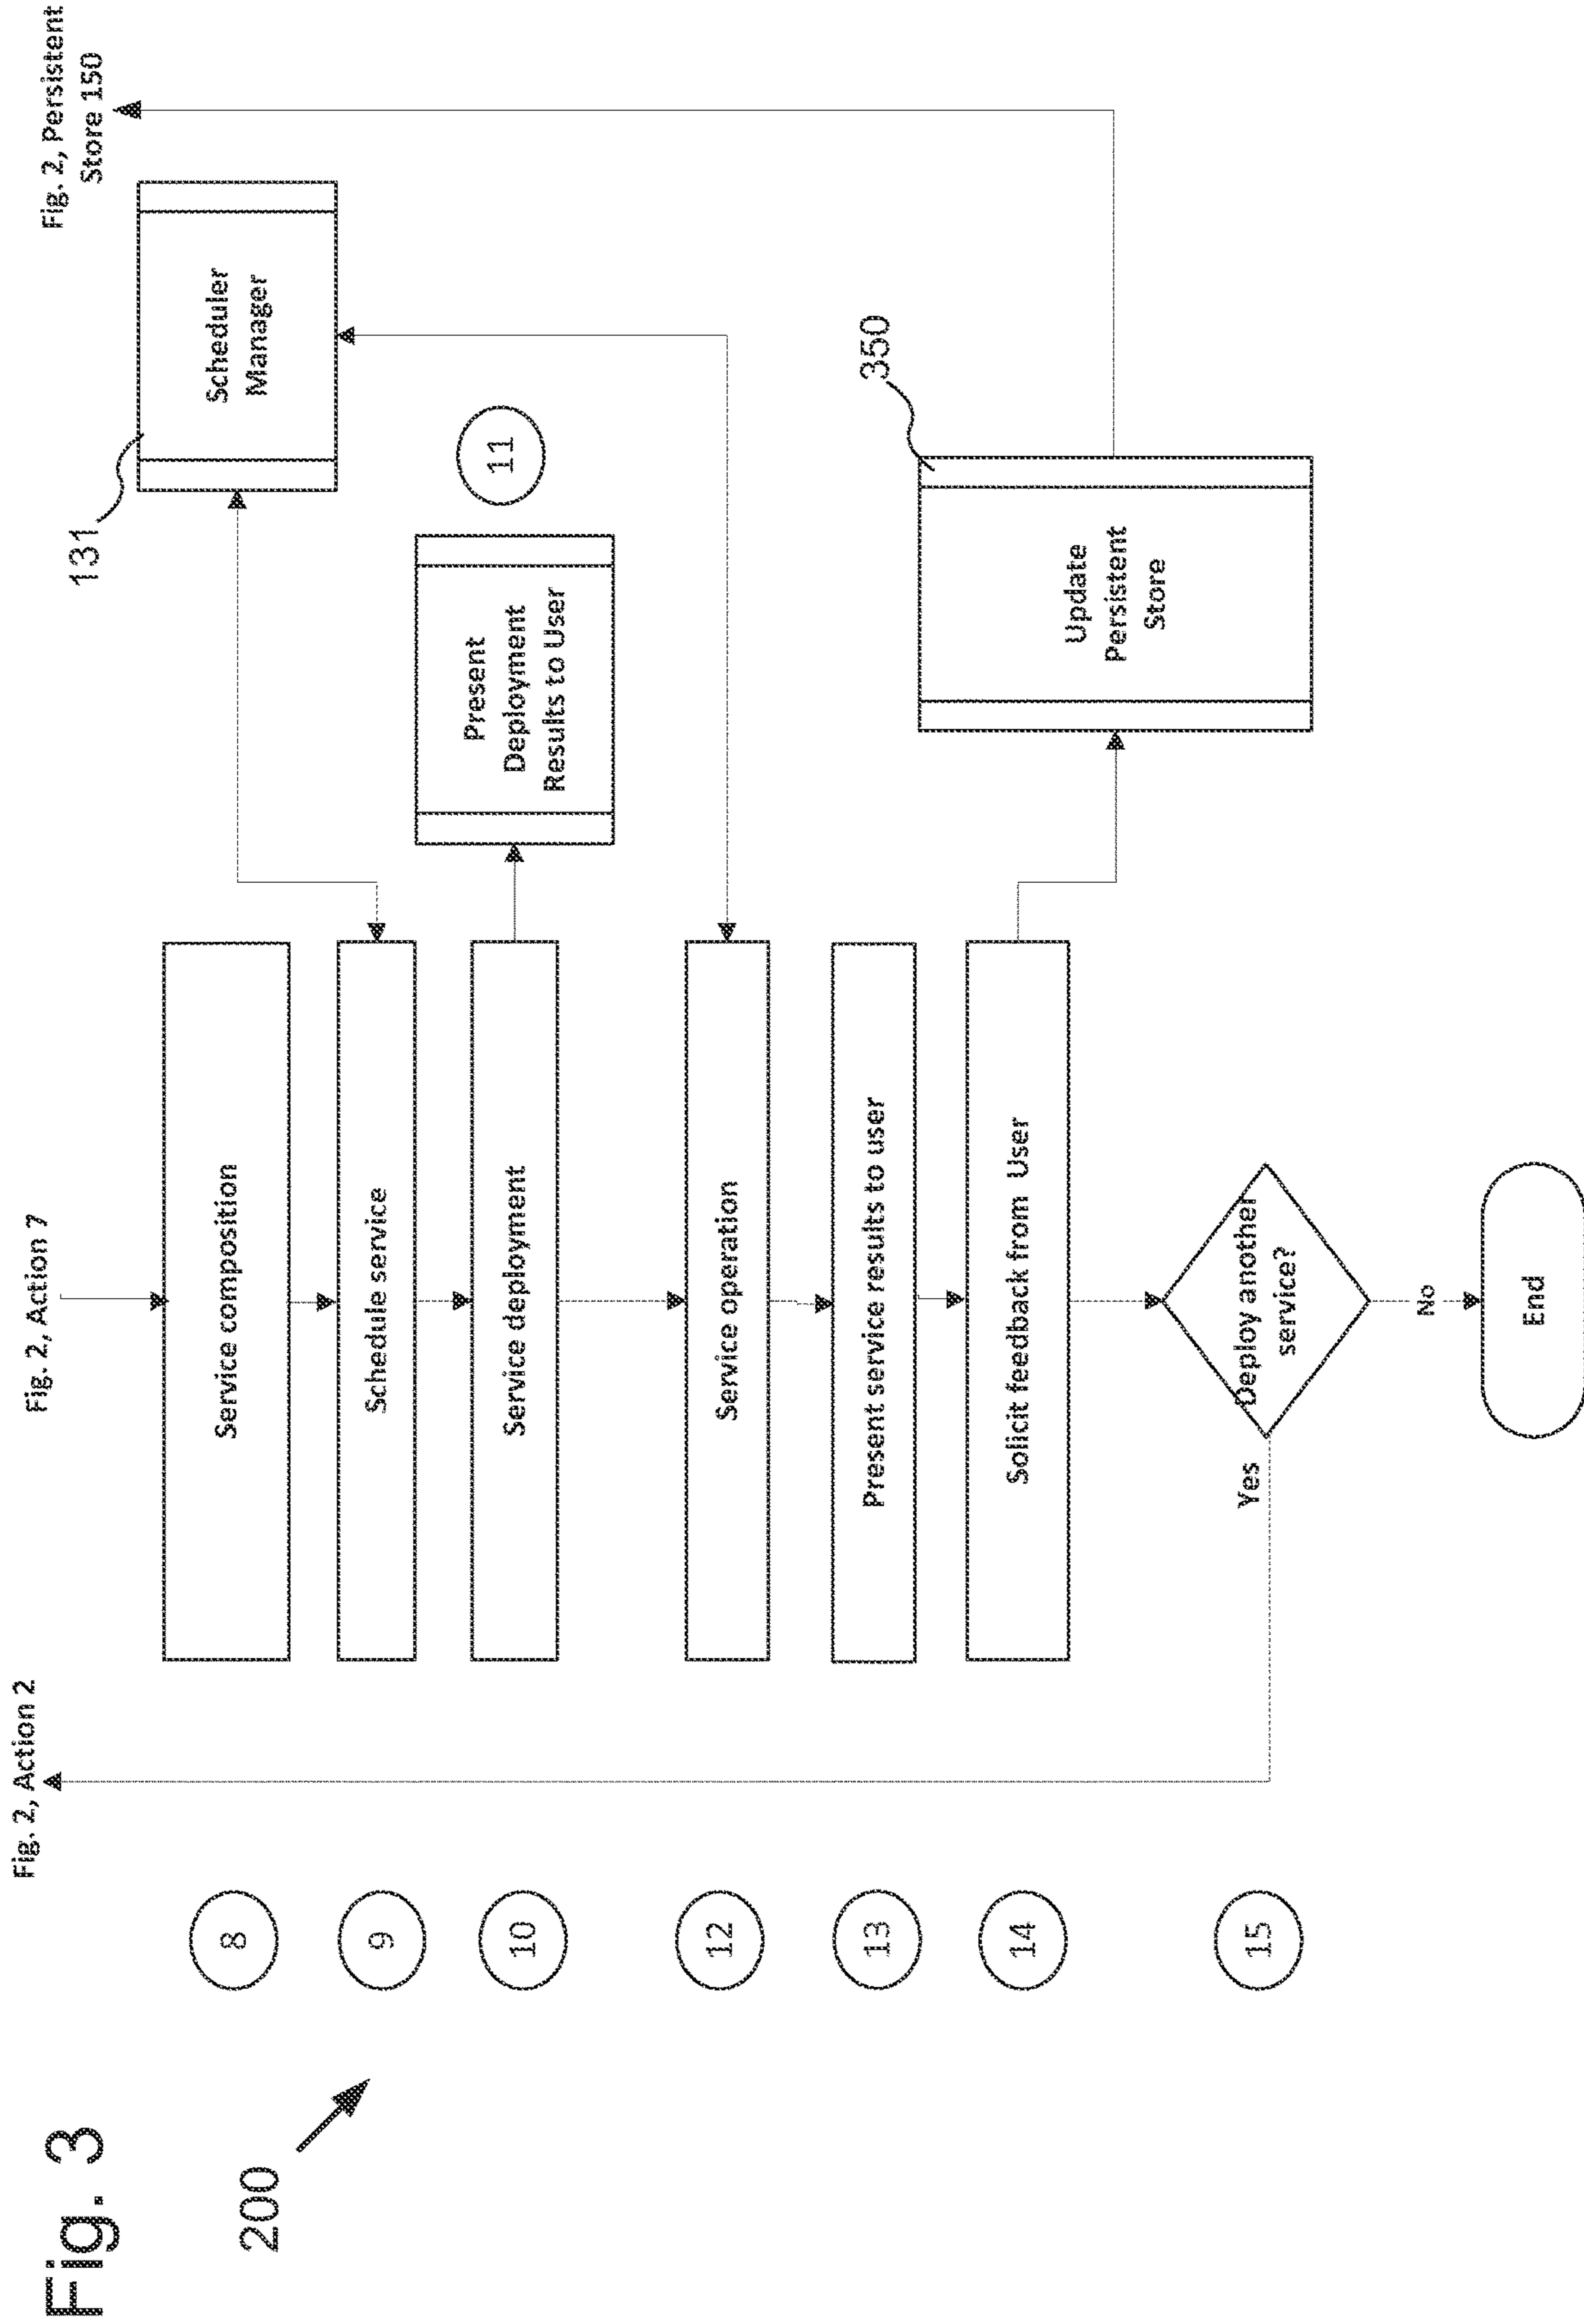 Fig. 3
200
Fig. 2, Action 2
Fig. 2, Action 7
Fig. 2, Persistent
Store 150
8
Service composition
131
Scheduler
Manager
9
Schedule service
10
Service deployment
Present
Deployment
Results to User
11
12
Service operation
13
Present service results to user
14
Solicit feedback from User
350
Update
Persistent
Store
15
Deploy another
service?
Yes
No
End